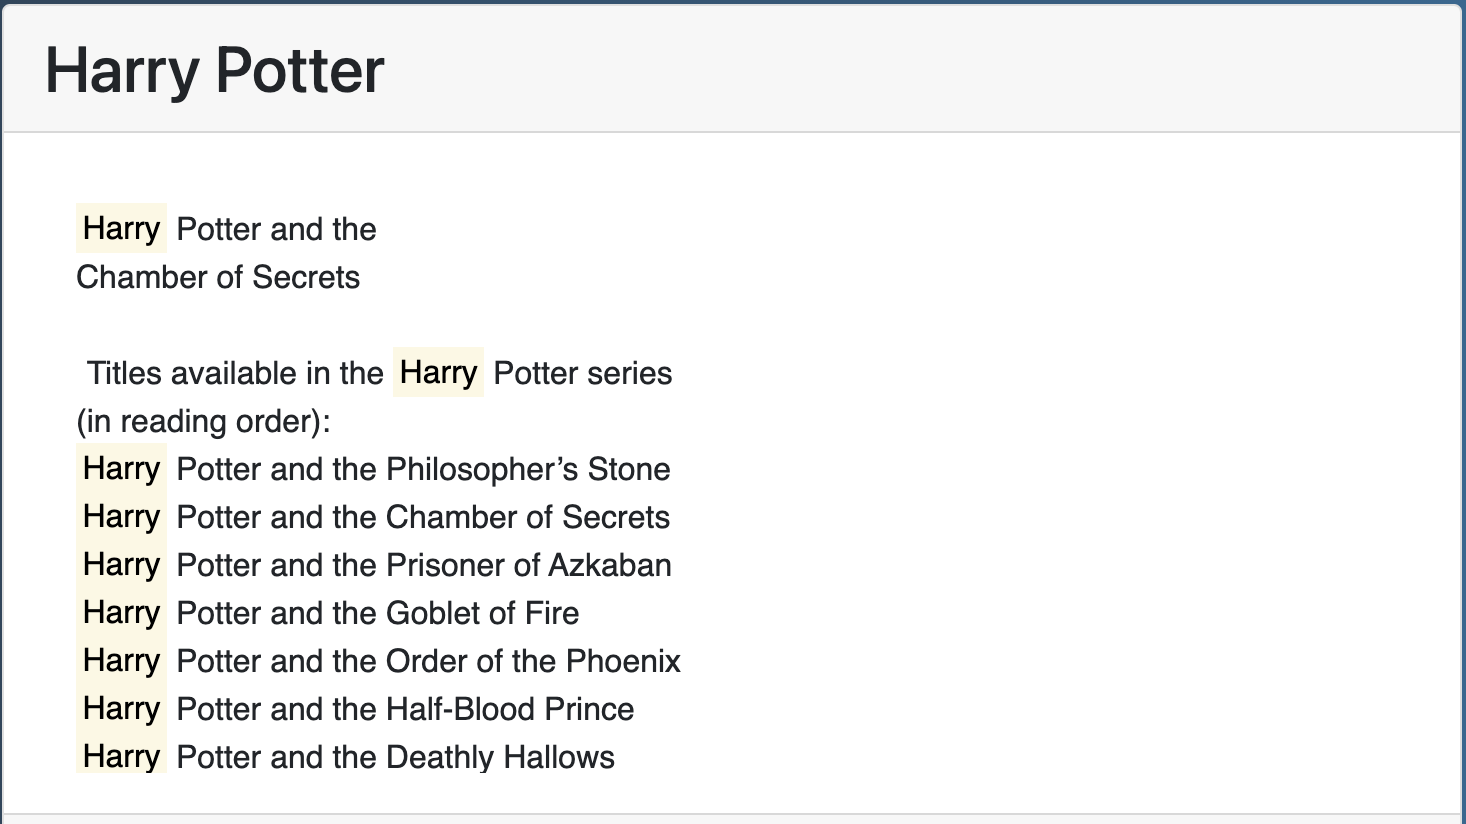 Harry Potter
Harry Potter and the
Chamber of Secrets
Titles available in the Harry Potter series
(in reading order):
Harry Potter and the Philosopher’s Stone
Harry Potter and the Chamber of Secrets
Harry Potter and the Prisoner of Azkaban
Harry Potter and the Goblet of Fire
Harry Potter and the Order of the Phoenix
Harry Potter and the Half-Blood Prince
Harry Potter and the Deathly Hallows